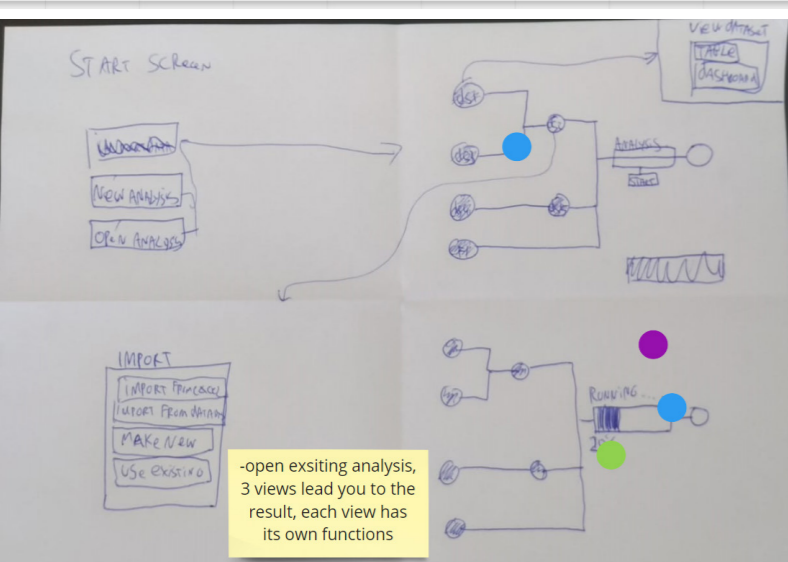 START SCREEN
NEW ANALYSIS
OPEN ANALYSIS
VIEW DATASET
TABLE
DASHBOARD
dsf
dsf
ANALYSIS
START
IMPORT
IMPORT FROM
IMPORT FROM
MAKE NEW
USE EXISTING
RUNNING...
-open exsiting analysis,
3 views lead you to the
result, each view has
its own functions